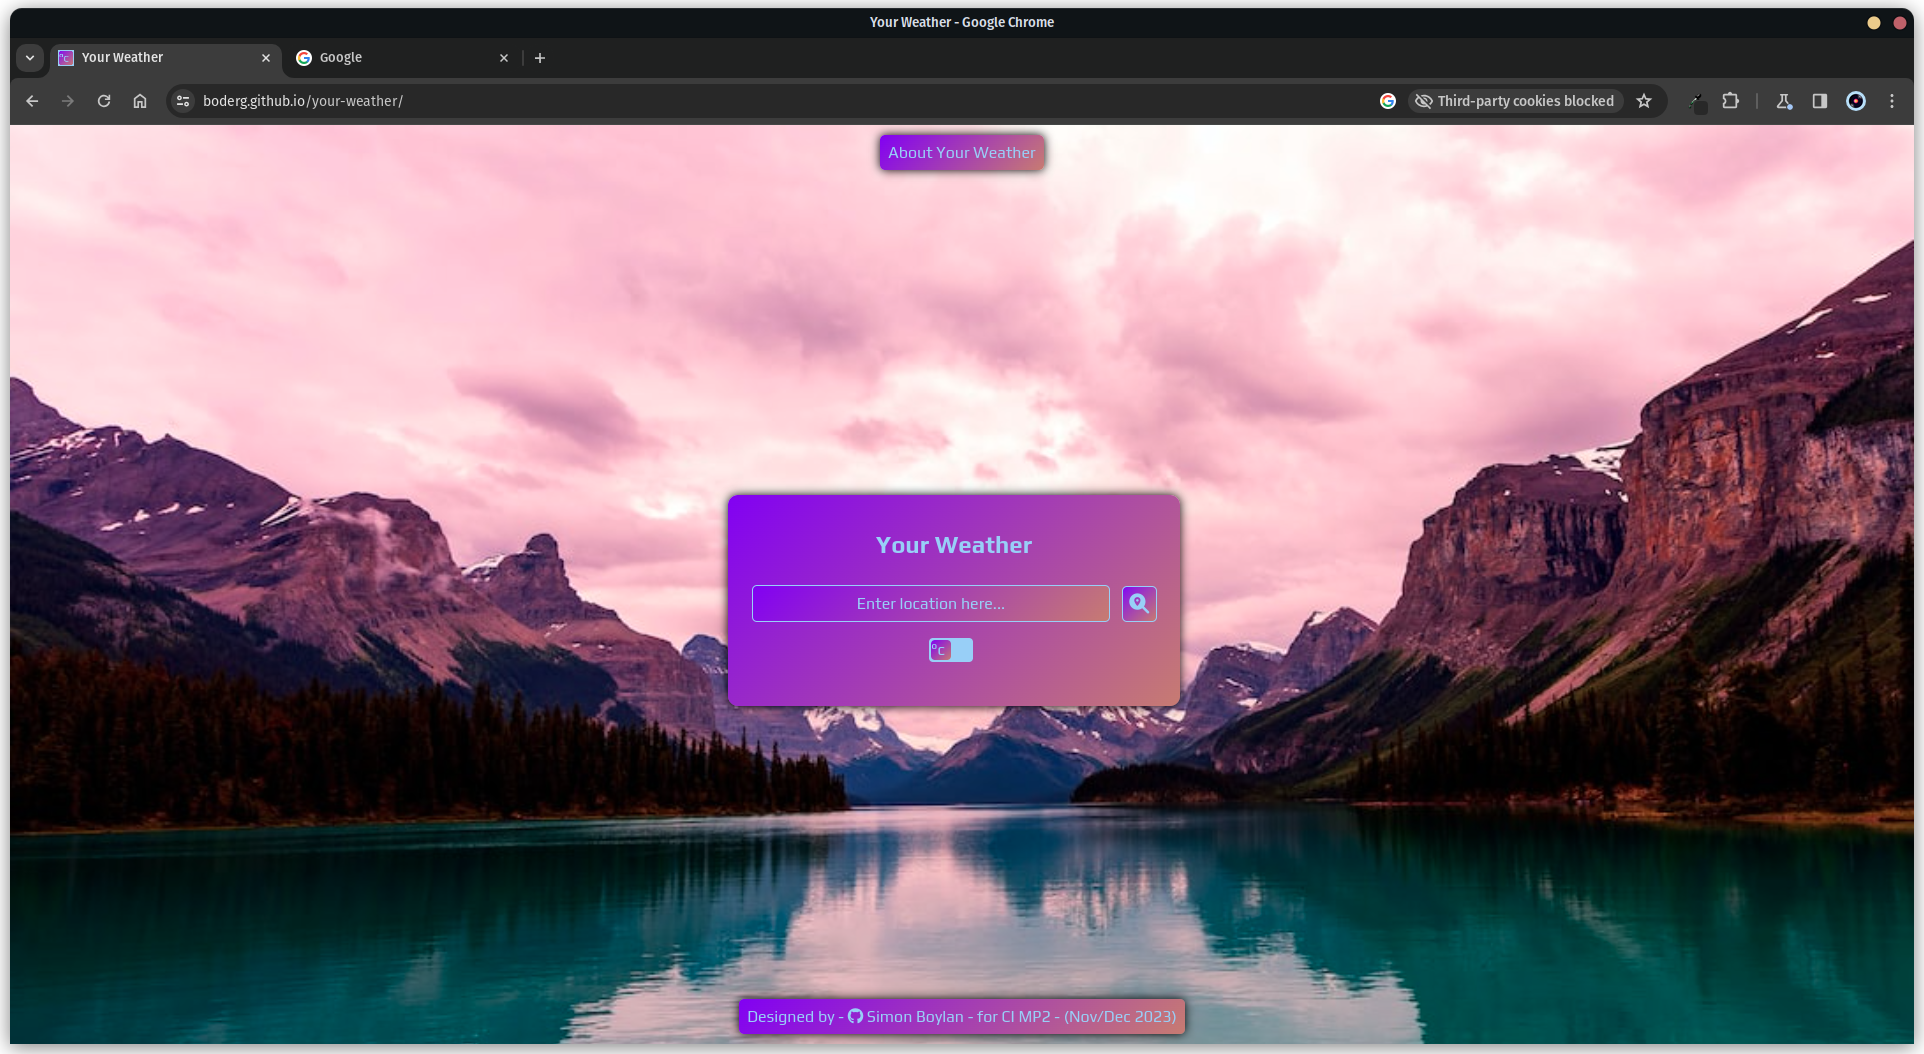 Your Weather - Google Chrome
Your Weather
Google
boderg.github.io/your-weather/
Third-party cookies blocked
About Your Weather
Your Weather
Enter location here...
°C
Designed by - Simon Boylan - for CI MP2 - (Nov/Dec 2023)